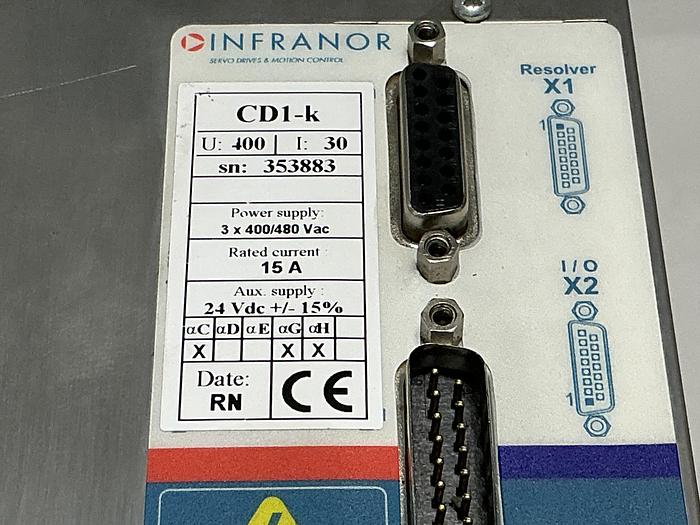 INFRANOR
SERVO DRIVES & MOTION CONTROL
CD1-k
U: 400 I: 30
sn: 353883
Power supply:
3 x 400/480 Vac
Rated current :
15 A
Aux. supply :
24 Vdc +/- 15%
αC αD αE αG αH
X X X
Date:
RN
CE
Resolver
X1
1
I/O
X2
1